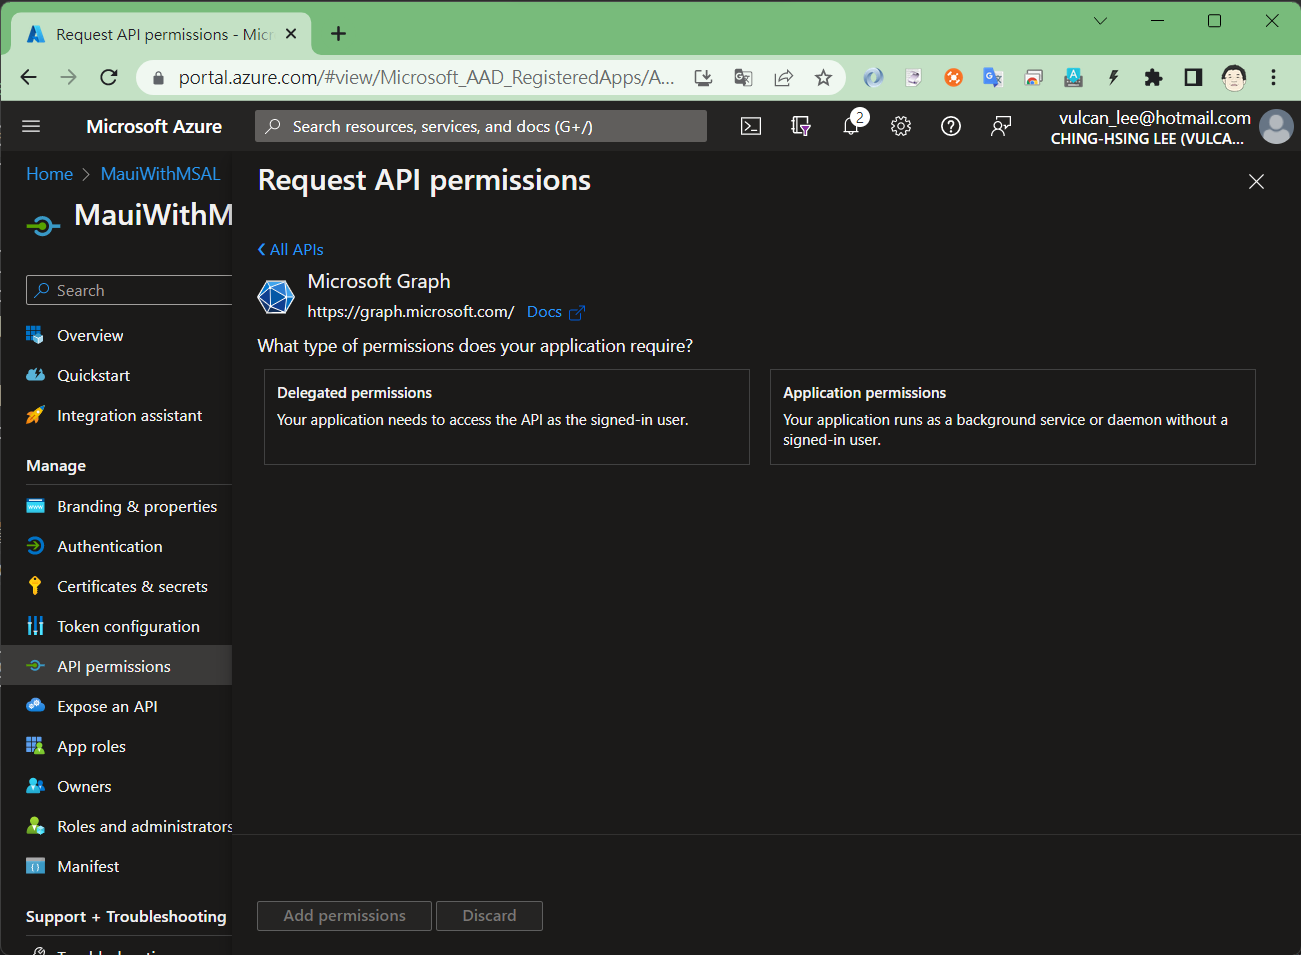 Request API permissions - Micr
portal.azure.com/#view/Microsoft_AAD_RegisteredApps/A...
Microsoft Azure
Search resources, services, and docs (G+/)
2
vulcan_lee@hotmail.com
CHING-HSING LEE (VULCA...
Home > MauiWithMSAL
MauiWithM
Search
Overview
Quickstart
Integration assistant
Manage
Branding & properties
Authentication
Certificates & secrets
Token configuration
API permissions
Expose an API
App roles
Owners
Roles and administrators
Manifest
Support + Troubleshooting
Request API permissions
All APIs
Microsoft Graph
https://graph.microsoft.com/ Docs
What type of permissions does your application require?
Delegated permissions
Your application needs to access the API as the signed-in user.
Application permissions
Your application runs as a background service or daemon without a
signed-in user.
Add permissions
Discard